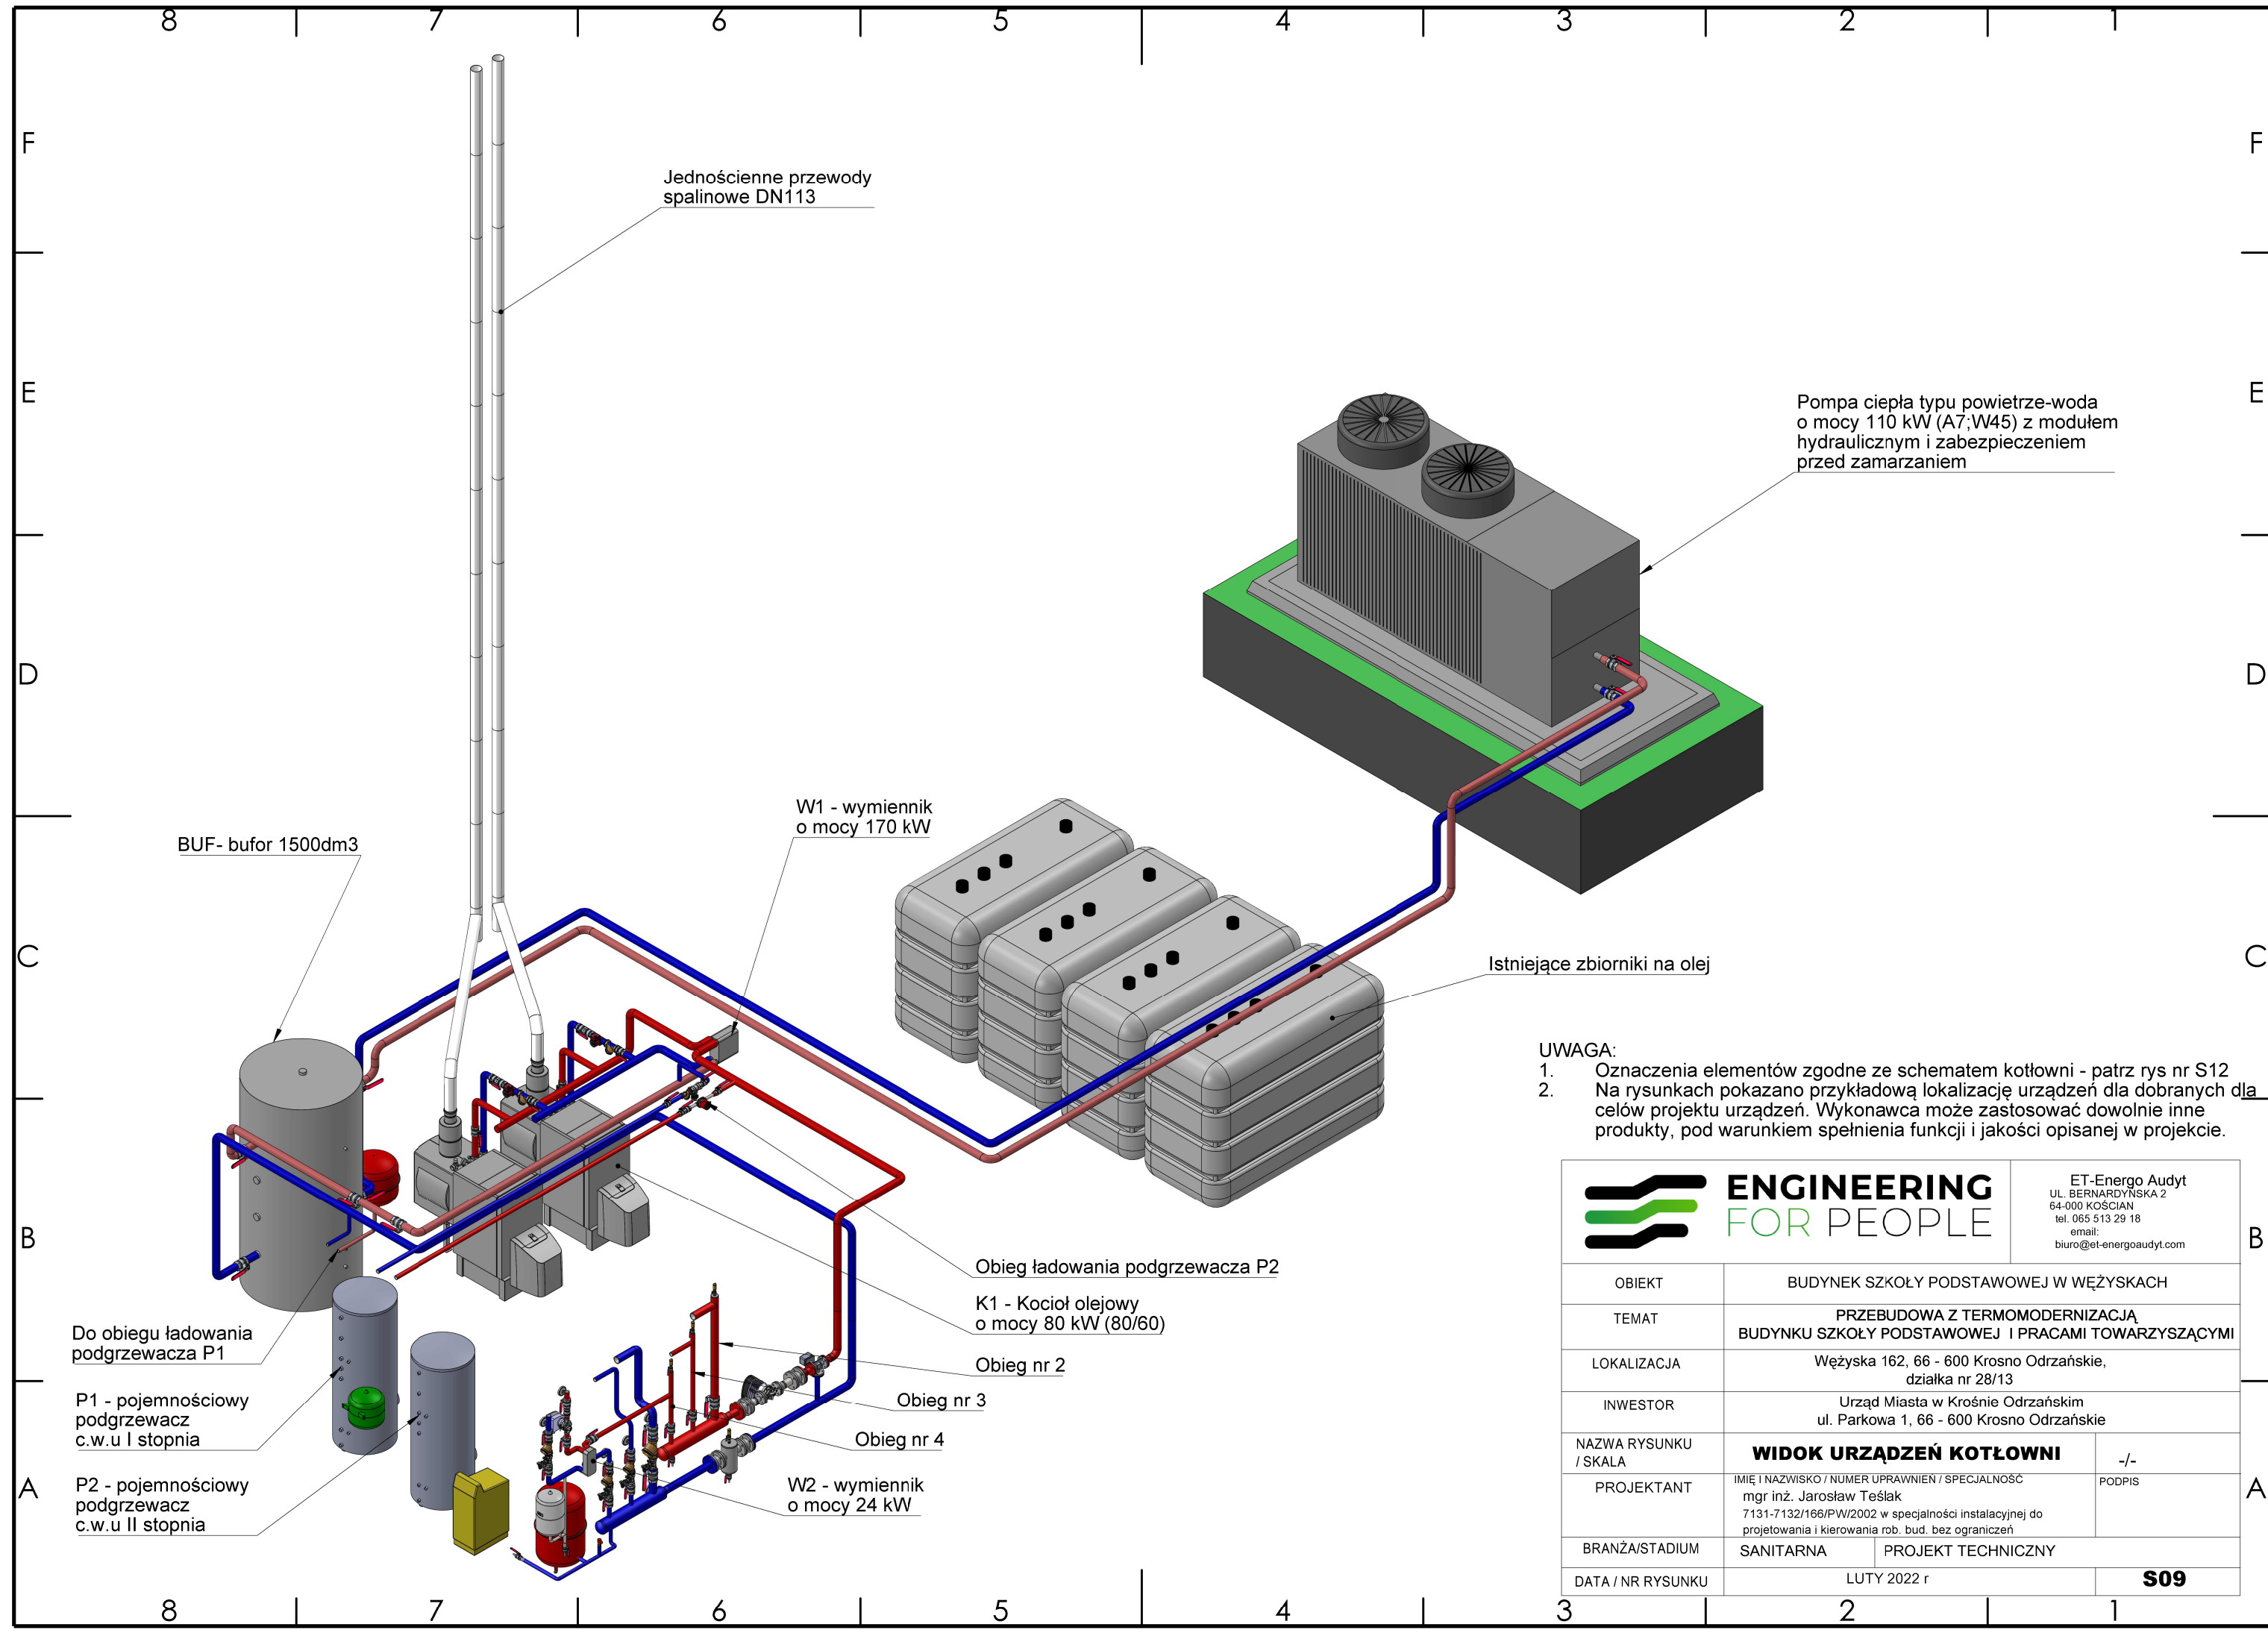 8 7 6 5 4 3 2 1
F F
E E
D D
C C
B B
A A
Jednościenne przewody
spalinowe DN113
Pompa ciepła typu powietrze-woda
o mocy 110 kW (A7;W45) z modułem
hydraulicznym i zabezpieczeniem
przed zamarzaniem
W1 - wymiennik
o mocy 170 kW
BUF- bufor 1500dm3
Istniejące zbiorniki na olej
Obieg ładowania podgrzewacza P2
K1 - Kocioł olejowy
o mocy 80 kW (80/60)
Obieg nr 2
Obieg nr 3
Obieg nr 4
W2 - wymiennik
o mocy 24 kW
Do obiegu ładowania
podgrzewacza P1
P1 - pojemnościowy
podgrzewacz
c.w.u I stopnia
P2 - pojemnościowy
podgrzewacz
c.w.u II stopnia
UWAGA:
1. Oznaczenia elementów zgodne ze schematem kotłowni - patrz rys nr S12
2. Na rysunkach pokazano przykładową lokalizację urządzeń dla dobranych dla
celów projektu urządzeń. Wykonawca może zastosować dowolnie inne
produkty, pod warunkiem spełnienia funkcji i jakości opisanej w projekcie.
ENGINEERING
FOR PEOPLE
ET-Energo Audyt
UL. BERNARDYŃSKA 2
64-000 KOŚCIAN
tel. 065 513 29 18
email:
biuro@et-energoaudyt.com
OBIEKT BUDYNEK SZKOŁY PODSTAWOWEJ W WĘŻYSKACH
TEMAT PRZEBUDOWA Z TERMOMODERNIZACJĄ
BUDYNKU SZKOŁY PODSTAWOWEJ I PRACAMI TOWARZYSZĄCYMI
LOKALIZACJA Wężyska 162, 66 - 600 Krosno Odrzańskie,
działka nr 28/13
INWESTOR Urząd Miasta w Krośnie Odrzańskim
ul. Parkowa 1, 66 - 600 Krosno Odrzańskie
NAZWA RYSUNKU
/ SKALA
WIDOK URZĄDZEŃ KOTŁOWNI -/-
PROJEKTANT IMIĘ I NAZWISKO / NUMER UPRAWNIEŃ / SPECJALNOŚĆ PODPIS
mgr inż. Jarosław Teślak
7131-7132/166/PW/2002 w specjalności instalacyjnej do
projetowania i kierowania rob. bud. bez ograniczeń
BRANŻA/STADIUM SANITARNA PROJEKT TECHNICZNY
DATA / NR RYSUNKU LUTY 2022 r S09
8 7 6 5 4 3 2 1